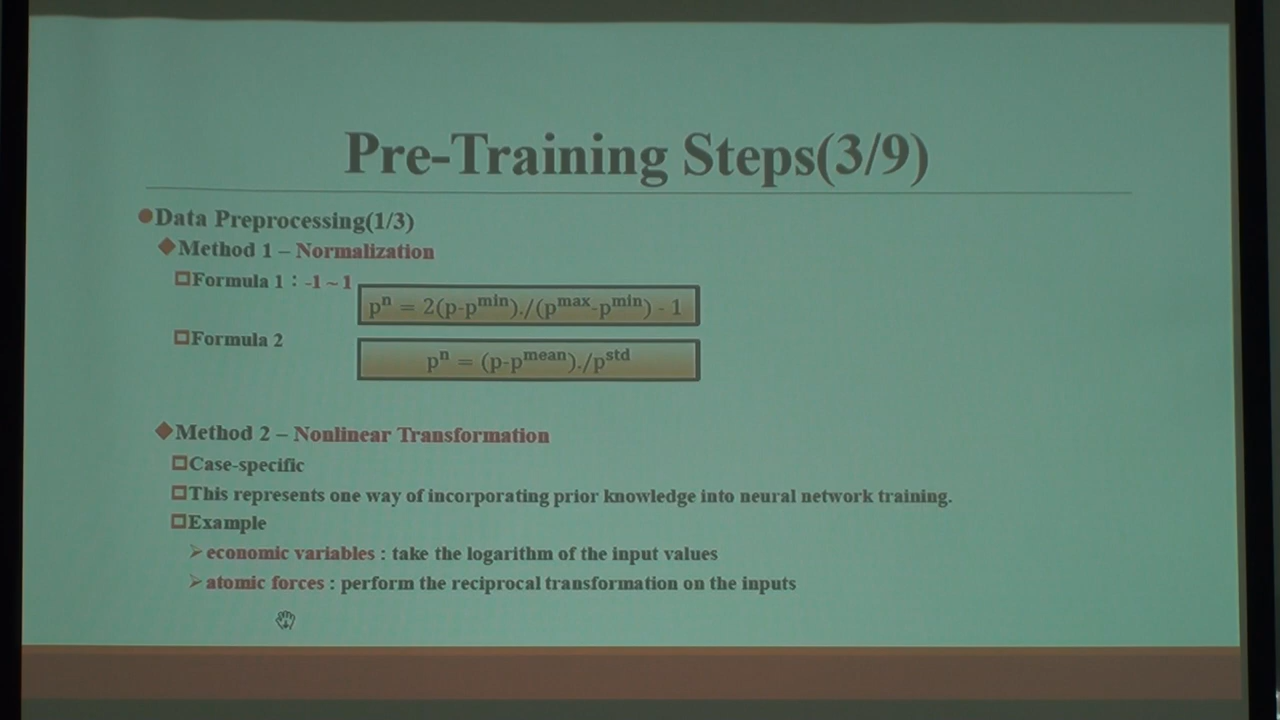 Pre-Training Steps(3/9)
Data Preprocessing(1/3)
Method 1 – Normalization
Formula 1：-1 ~ 1
pⁿ = 2(p-pᵐⁱⁿ)./(pᵐᵃˣ-pᵐⁱⁿ) - 1
Formula 2
pⁿ = (p-pᵐᵉᵃⁿ)./pˢᵗᵈ
Method 2 – Nonlinear Transformation
Case-specific
This represents one way of incorporating prior knowledge into neural network training.
Example
economic variables : take the logarithm of the input values
atomic forces : perform the reciprocal transformation on the inputs